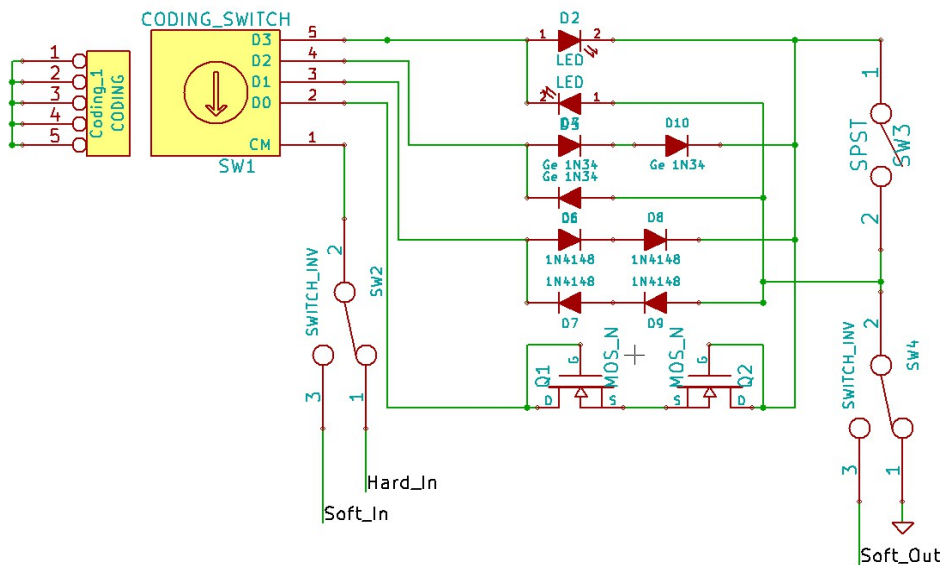 CODING_SWITCH
D3 5
D2 4
D1 3
D0 2
CM 1
SW1
1
2
3
4
5
Coding_1
CODING
D2
1 2
LED
LED
2 1
D5
Ge 1N34
D10
Ge 1N34
Ge 1N34
D6
1N4148
D8
1N4148
1N4148
1N4148
D7
D9
Q1
G
D S
MOS_N
MOS_N
G
S D
Q2
1
SPST
SW3
2
2
SWITCH_INV
SW2
3
1
Hard_In
Soft_In
2
SWITCH_INV
SW4
3
1
Soft_Out